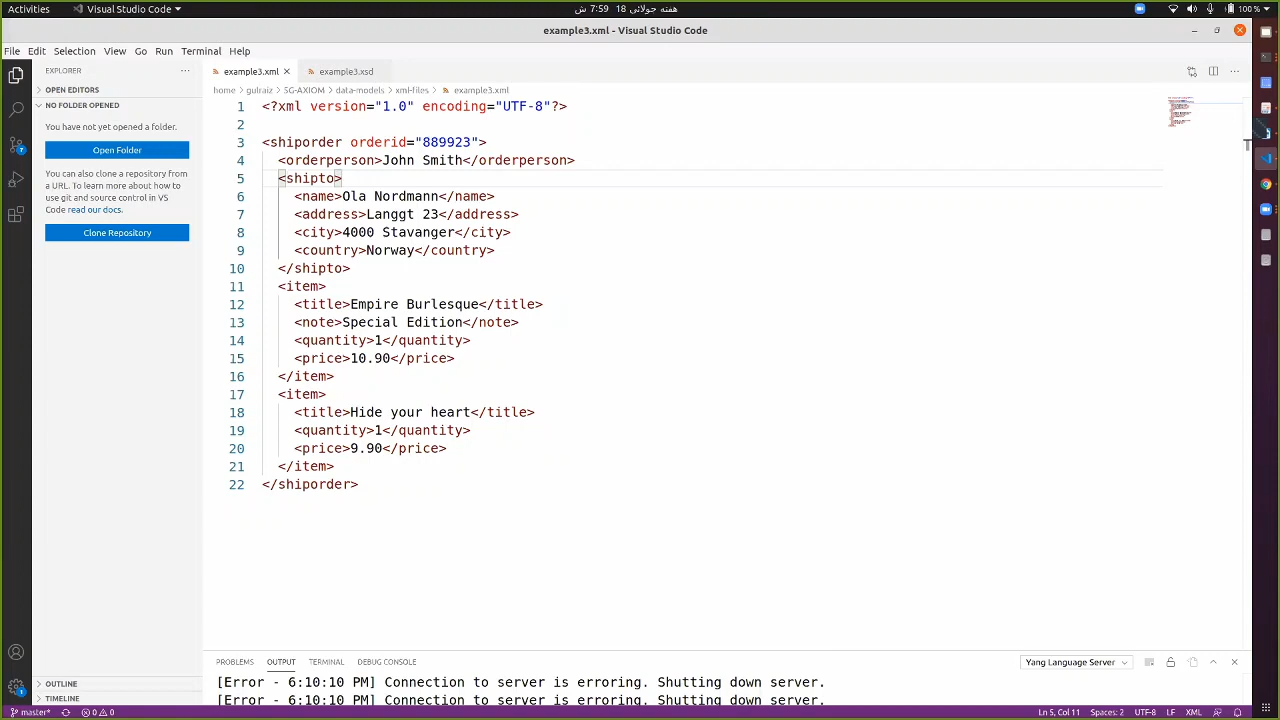 Activities
Visual Studio Code
هفته جولائی 18 7:59 ش
100 %
example3.xml - Visual Studio Code
File Edit Selection View Go Run Terminal Help
EXPLORER
example3.xml
example3.xsd
OPEN EDITORS
home gulraiz 5G-AXIOM data-models xml-files example3.xml
NO FOLDER OPENED
You have not yet opened a folder.
Open Folder
You can also clone a repository from a URL. To learn more about how to use git and source control in VS Code read our docs.
Clone Repository
1 <?xml version="1.0" encoding="UTF-8"?>
2
3 <shiporder orderid="889923">
4 <orderperson>John Smith</orderperson>
5 <shipto>
6 <name>Ola Nordmann</name>
7 <address>Langgt 23</address>
8 <city>4000 Stavanger</city>
9 <country>Norway</country>
10 </shipto>
11 <item>
12 <title>Empire Burlesque</title>
13 <note>Special Edition</note>
14 <quantity>1</quantity>
15 <price>10.90</price>
16 </item>
17 <item>
18 <title>Hide your heart</title>
19 <quantity>1</quantity>
20 <price>9.90</price>
21 </item>
22 </shiporder>
PROBLEMS OUTPUT TERMINAL DEBUG CONSOLE
Yang Language Server
[Error - 6:10:10 PM] Connection to server is erroring. Shutting down server.
[Error - 6:10:10 PM] Connection to server is erroring. Shutting down server.
OUTLINE
TIMELINE
master* 0 0
Ln 5, Col 11 Spaces: 2 UTF-8 LF XML